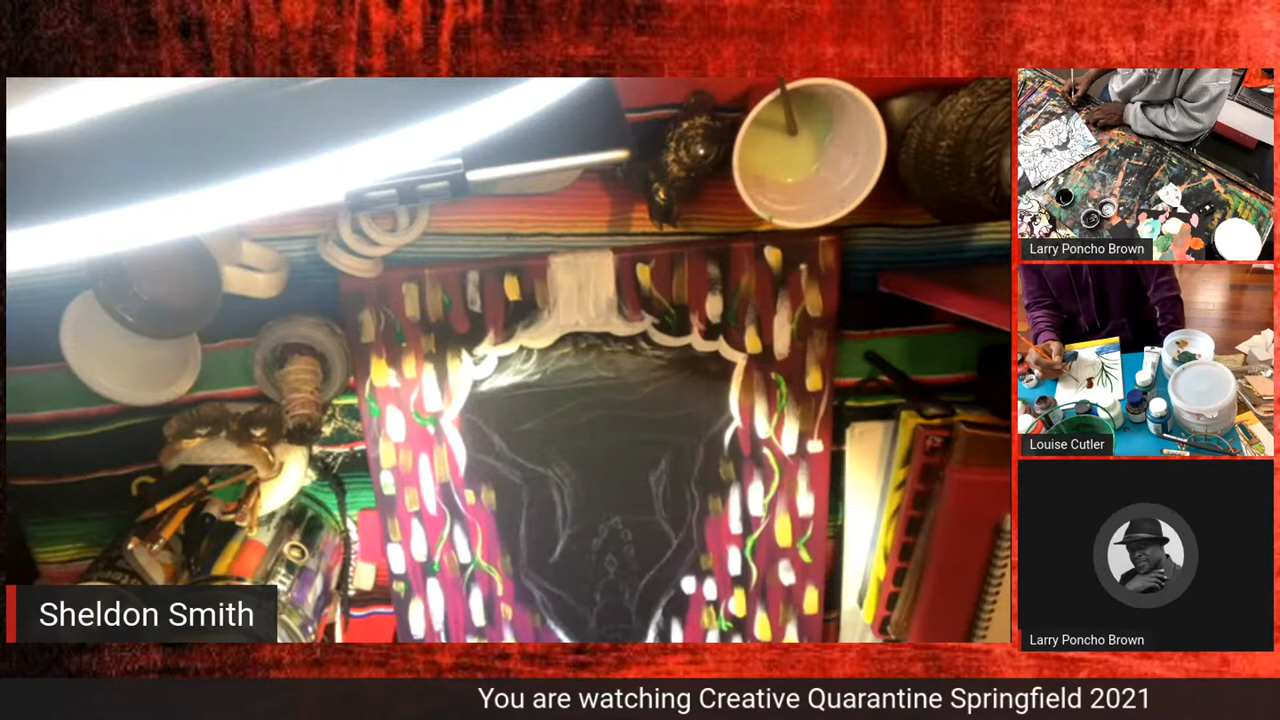 Larry Poncho Brown
Louise Cutler
Sheldon Smith
Larry Poncho Brown
You are watching Creative Quarantine Springfield 2021